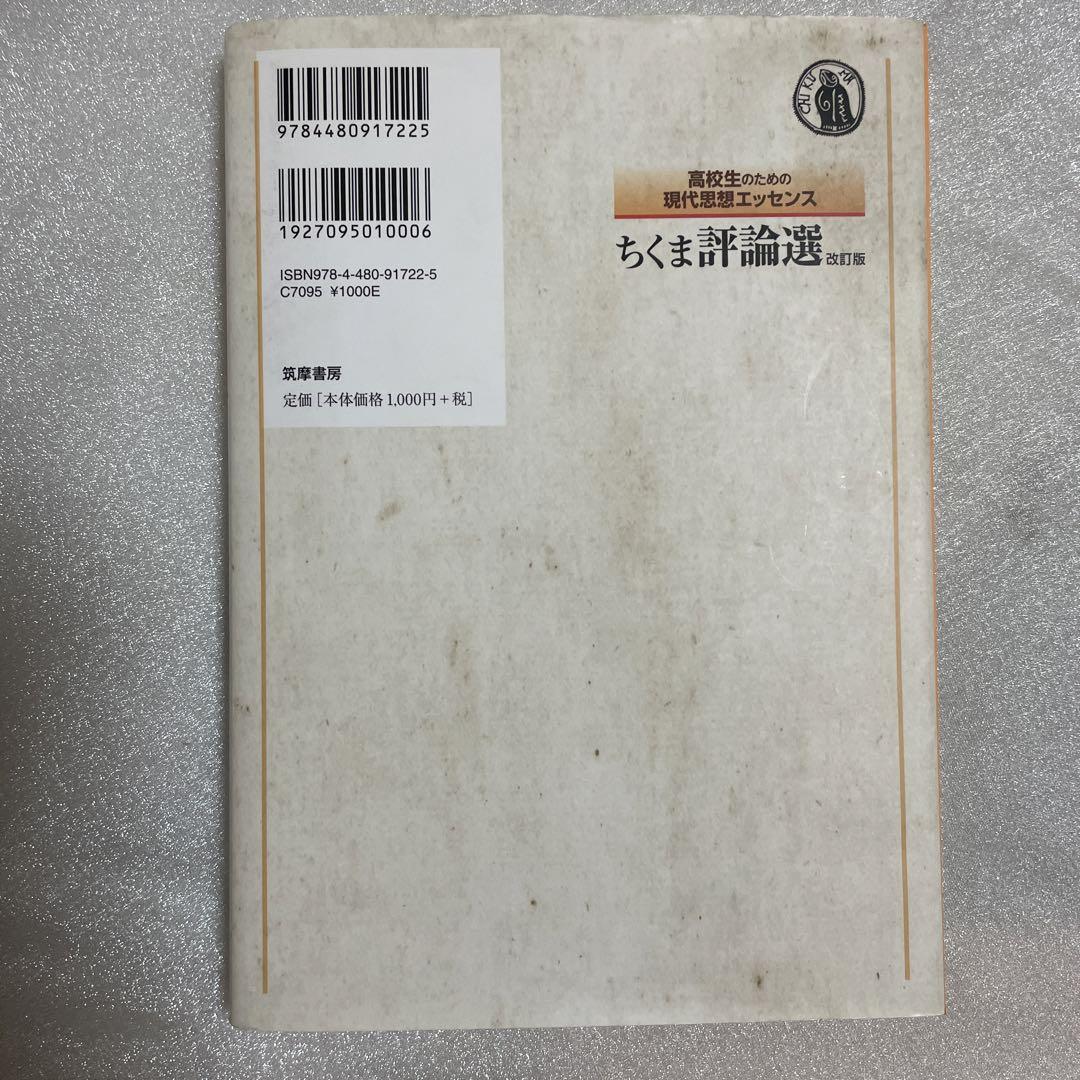 9784480917225
1927095010006
ISBN978-4-480-91722-5
C7095 ¥1000E
筑摩書房
定価[本体価格1,000円+税]
CHIKUMA
高校生のための
現代思想エッセンス
ちくま評論選 改訂版